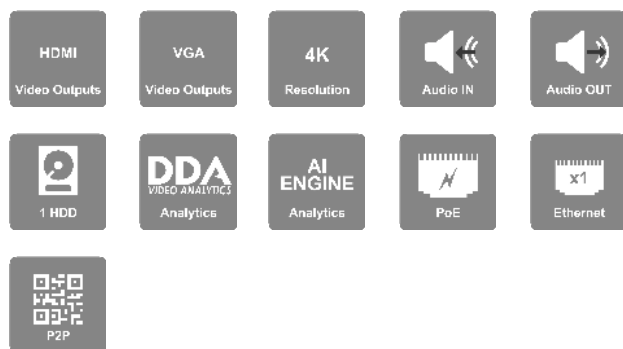 HDMI
Video Outputs
VGA
Video Outputs
4K
Resolution
Audio IN
Audio OUT
1 HDD
DDA
VIDEO ANALYTICS
Analytics
AI
ENGINE
Analytics
PoE
x1
Ethernet
P2P